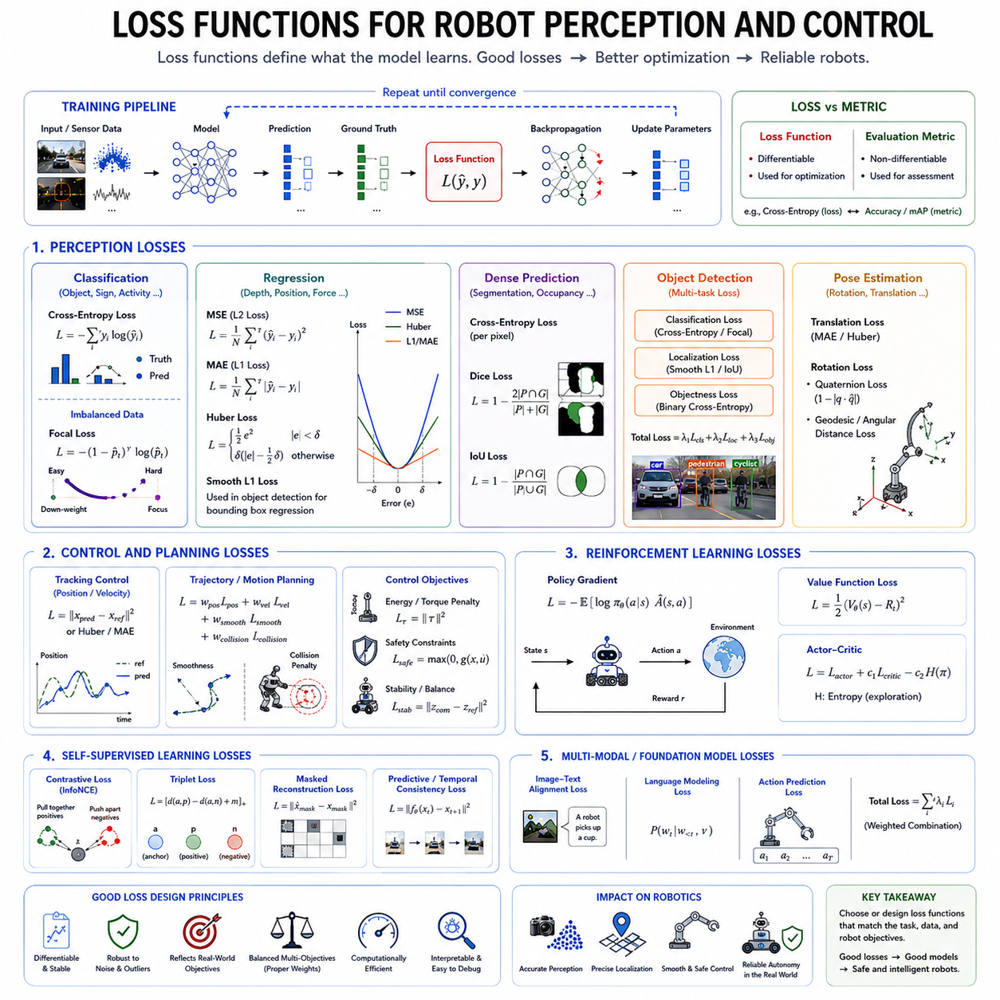 LOSS FUNCTIONS FOR ROBOT PERCEPTION AND CONTROL
Loss functions define what the model learns. Good losses → Better optimization → Reliable robots.
TRAINING PIPELINE
Repeat until convergence
Input / Sensor Data
Model
Prediction
Ground Truth
Backpropagation
Update Parameters
Loss Function
L(ŷ, y)
...
...
...
...
LOSS vs METRIC
Loss Function
• Differentiable
• Used for optimization
Evaluation Metric
• Non-differentiable
• Used for assessment
e.g., Cross-Entropy (loss) ↔ Accuracy / mAP (metric)
1. PERCEPTION LOSSES
Classification
(Object, Sign, Activity ...)
Cross-Entropy Loss
L = −∑ᵢ yᵢ log(ŷᵢ)
Truth
Pred
Imbalanced Data
Focal Loss
L = −(1 − p̂ₜ)ᵞ log(p̂ₜ)
Easy
Hard
Down-weight
Focus
Regression
(Depth, Position, Force ...)
MSE (L2 Loss)
L = 1/N ∑ᵢ (ŷᵢ − yᵢ)²
MAE (L1 Loss)
L = 1/N ∑ᵢ |ŷᵢ − yᵢ|
Huber Loss
L = { 1/2 e² |e| < δ
δ(|e| − 1/2 δ) otherwise
Smooth L1 Loss
Used in object detection for
bounding box regression
Loss
MSE
Huber
L1/MAE
−δ 0 δ
Error (e)
Dense Prediction
(Segmentation, Occupancy ...)
Cross-Entropy Loss
(per pixel)
Dice Loss
L = 1 − 2|P∩G| / |P| + |G|
IoU Loss
L = 1 − |P∩G| / |P∪G|
Object Detection
(Multi-task Loss)
Classification Loss
(Cross-Entropy / Focal)
Localization Loss
(Smooth L1 / IoU)
Objectness Loss
(Binary Cross-Entropy)
Total Loss = λ₁L_cls + λ₂L_loc + λ₃L_obj
car
pedestrian
cyclist
Pose Estimation
(Rotation, Translation ...)
Translation Loss
(MAE / Huber)
Rotation Loss
• Quaternion Loss
(1 − |q · q̂|)
• Geodesic / Angular
Distance Loss
y
x
z
x
2. CONTROL AND PLANNING LOSSES
Tracking Control
(Position / Velocity)
L = ||x_pred − x_ref||²
or Huber / MAE
Position
ref
pred
time
Trajectory / Motion Planning
L = w_pos L_pos + w_vel L_vel
+ w_smooth L_smooth
+ w_collision L_collision
Smoothness
Collision
Penalty
Control Objectives
Energy / Torque Penalty
L_τ = || τ ||²
Safety Constraints
L_safe = max(0, g(x, u))
Stability / Balance
L_stab = ||z_com − z_ref||²
3. REINFORCEMENT LEARNING LOSSES
Policy Gradient
L = − 𝔼 [ log π_θ(a|s) Â(s,a) ]
State s
Action a
Environment
Reward r
Value Function Loss
L = 1/2 (V_θ(s) − Rₜ)²
Actor–Critic
L = L_actor + c₁L_critic − c₂H(π)
H: Entropy (exploration)
4. SELF-SUPERVISED LEARNING LOSSES
Contrastive Loss
(InfoNCE)
Pull together
positives
Push apart
negatives
z
Triplet Loss
L = [d(a,p) − d(a,n) + m]₊
a p n
(anchor) (positive) (negative)
Masked
Reconstruction Loss
L = ||x̂_mask − x_mask||²
Predictive / Temporal
Consistency Loss
L = ||f_θ(xₜ) − xₜ₊₁||²
5. MULTI-MODAL / FOUNDATION MODEL LOSSES
Image–Text
Alignment Loss
A robot
picks up
a cup.
Language Modeling
Loss
P(wₜ|w_<t, v)
Action Prediction
Loss
a₁ a₂ ... a_T
Total Loss = ∑ᵢ λᵢLᵢ
(Weighted Combination)
GOOD LOSS DESIGN PRINCIPLES
Differentiable
& Stable
Robust to
Noise & Outliers
Reflects Real-World
Objectives
Balanced Multi-Objectives
(Proper Weights)
Computationally
Efficient
Interpretable &
Easy to Debug
IMPACT ON ROBOTICS
Accurate Perception
Precise Localization
Smooth & Safe Control
Reliable Autonomy
in the Real World
KEY TAKEAWAY
Choose or design loss functions
that match the task, data, and
robot objectives.
Good losses → Good models
→ Safe and intelligent robots.